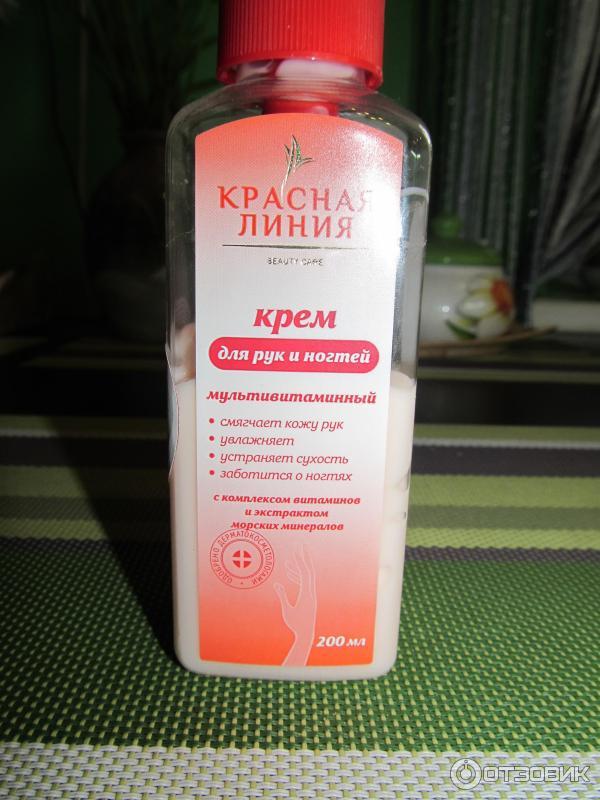 КРАСНАЯ
ЛИНИЯ
BEAUTY CARE
крем
для рук и ногтей
мультивитаминный
• смягчает кожу рук
• увлажняет
• устраняет сухость
• заботится о ногтях
с комплексом витаминов
и экстрактом
морских минералов
ОДОБРЕНО ДЕРМАТОКОСМЕТОЛОГАМИ
200 мл
ОТЗОВИК